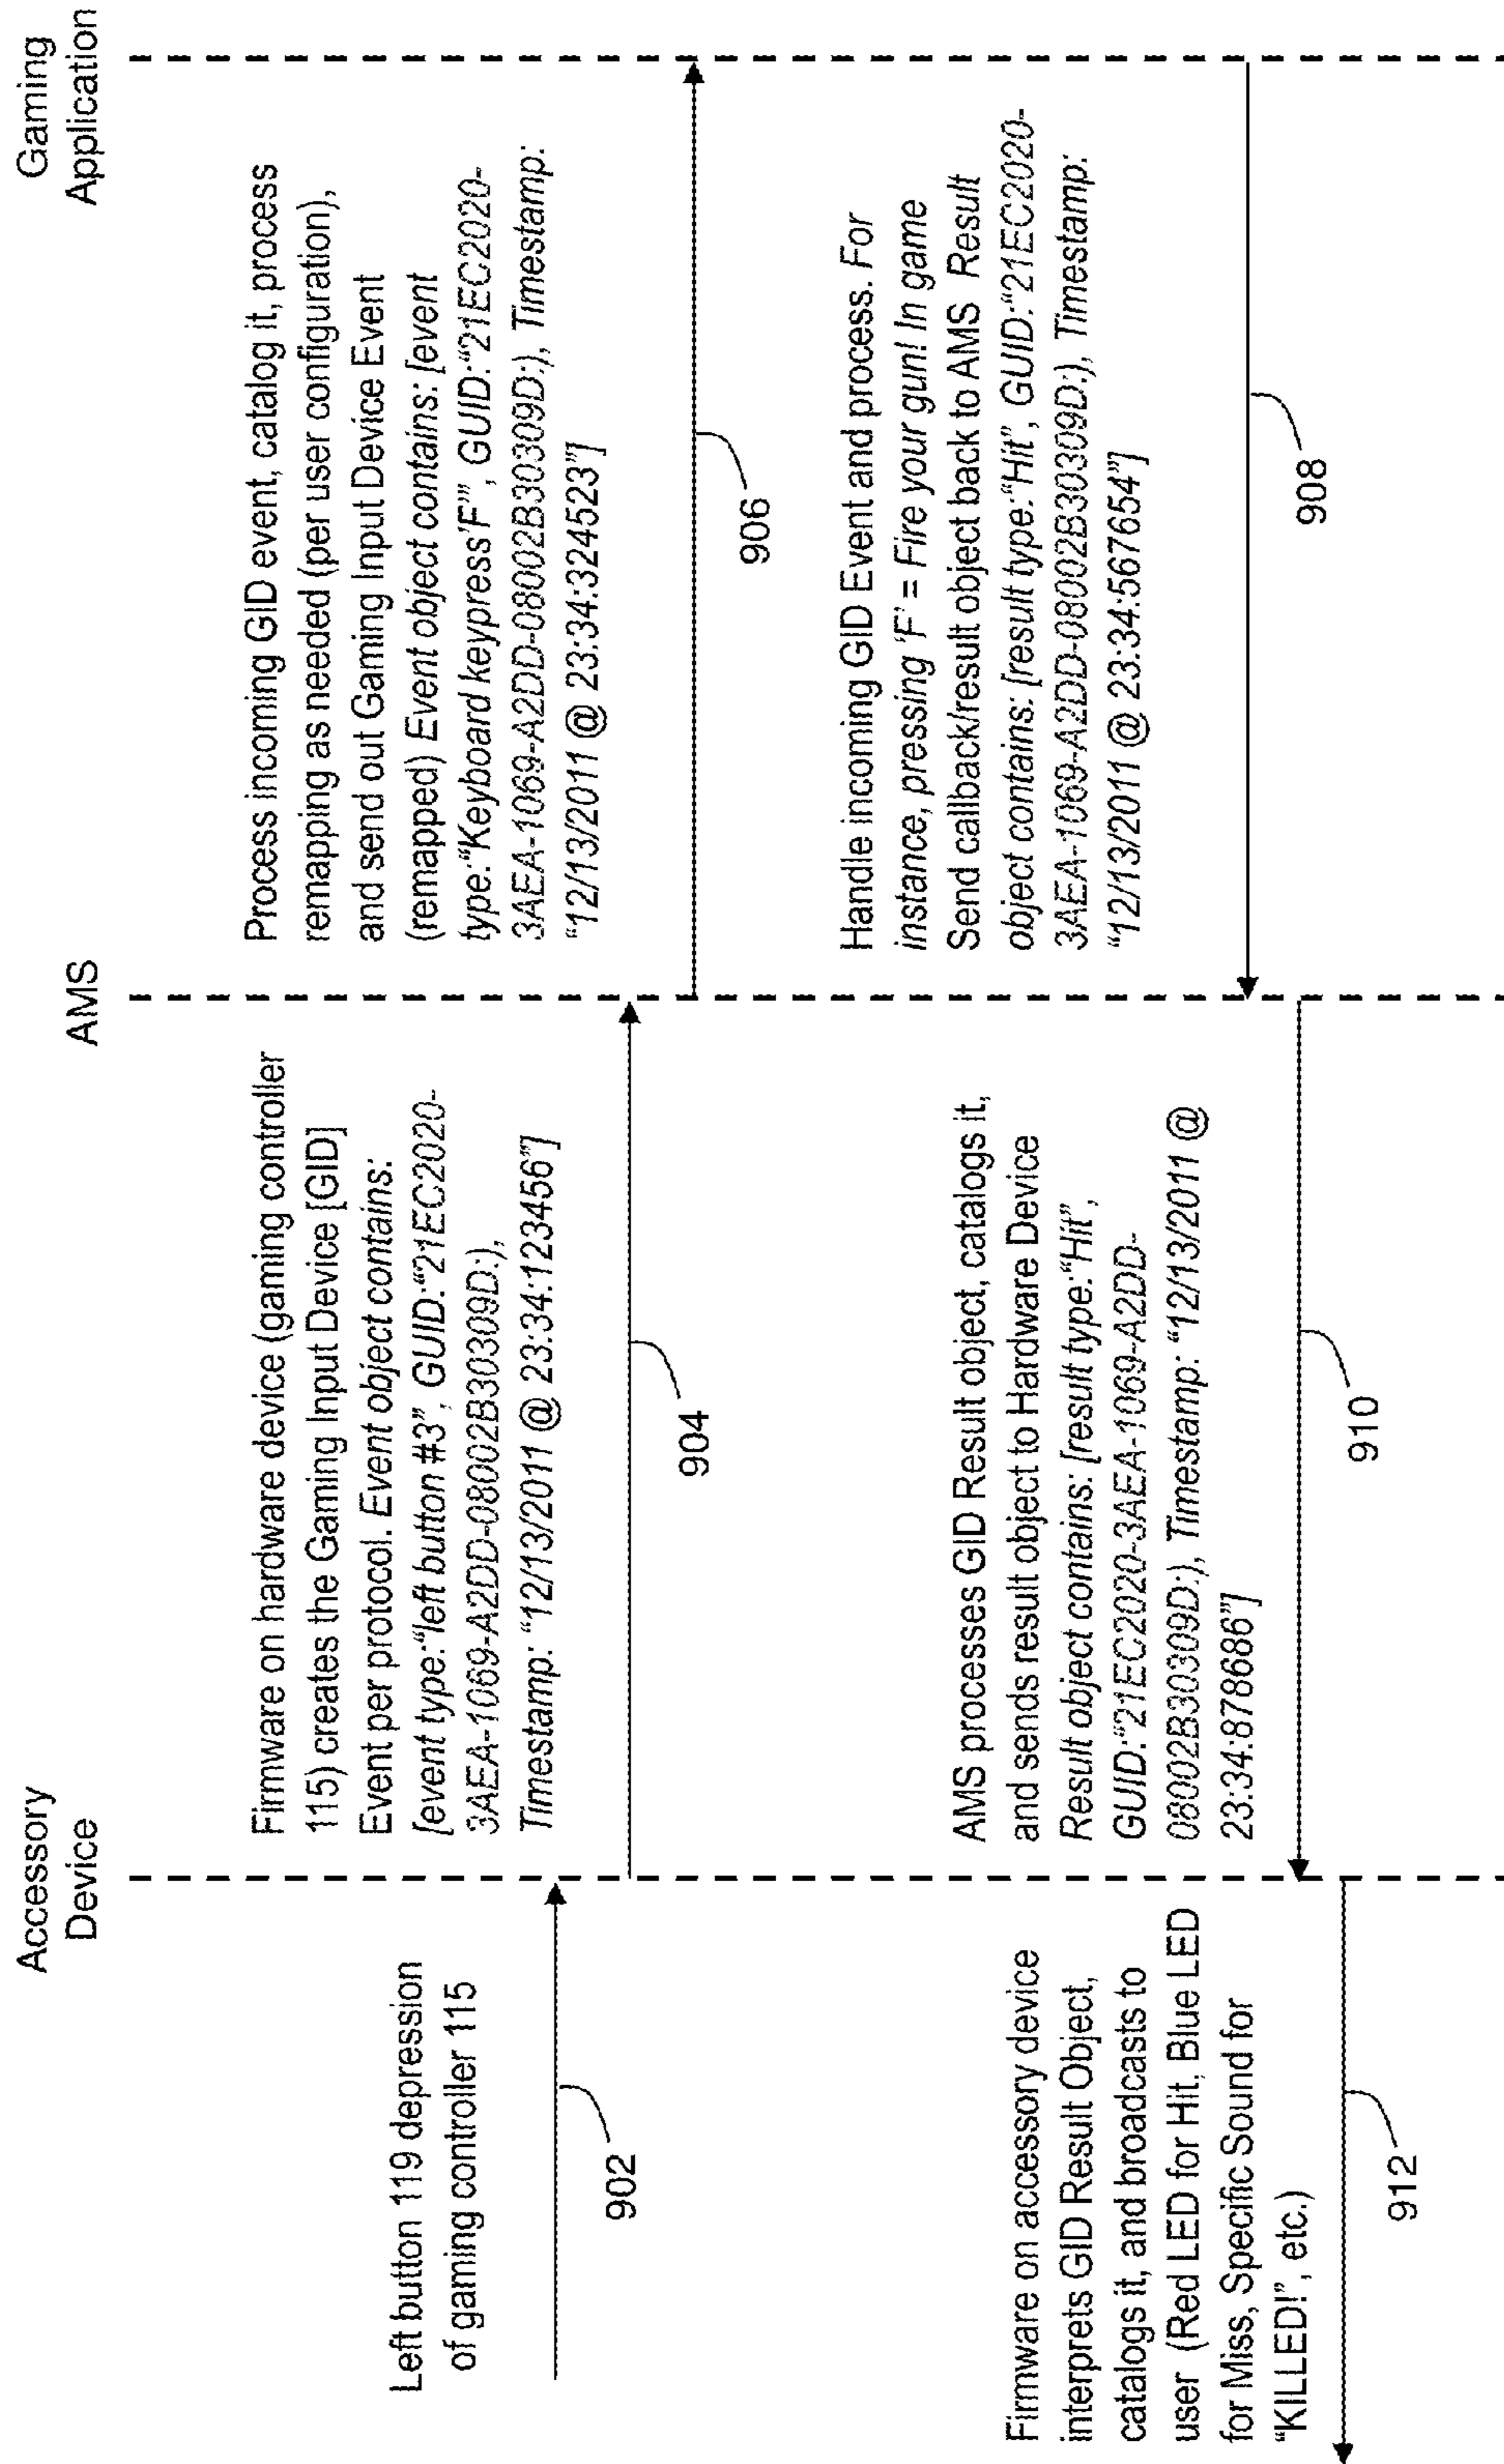 Accessory
Device
AMS
Gaming
Application
Left button 119 depression
of gaming controller 115
902
Firmware on hardware device (gaming controller
115) creates the Gaming Input Device [GID]
Event per protocol. Event object contains:
[event type:“left button #3”, GUID:“21EC2020-
3AEA-1069-A2DD-08002B30309D:),
Timestamp: “12/13/2011 @ 23:34:123456”]
904
Process incoming GID event, catalog it, process
remapping as needed (per user configuration),
and send out Gaming Input Device Event
(remapped) Event object contains: [event
type:“Keyboard keypress‘F’”, GUID:“21EC2020-
3AEA-1069-A2DD-08002B30309D:), Timestamp:
“12/13/2011 @ 23:34:324523”]
906
Handle incoming GID Event and process. For
instance, pressing ‘F’ = Fire your gun! In game
Send callback/result object back to AMS Result
object contains: [result type:“Hit”, GUID:“21EC2020-
3AEA-1069-A2DD-08002B30309D:), Timestamp:
“12/13/2011 @ 23:34:567654”]
908
AMS processes GID Result object, catalogs it,
and sends result object to Hardware Device
Result object contains: [result type:“Hit”,
GUID:“21EC2020-3AEA-1069-A2DD-
08002B30309D:), Timestamp: “12/13/2011 @
23:34:878686”]
910
Firmware on accessory device
interprets GID Result Object,
catalogs it, and broadcasts to
user (Red LED for Hit, Blue LED
for Miss, Specific Sound for
“KILLED!”, etc.)
912